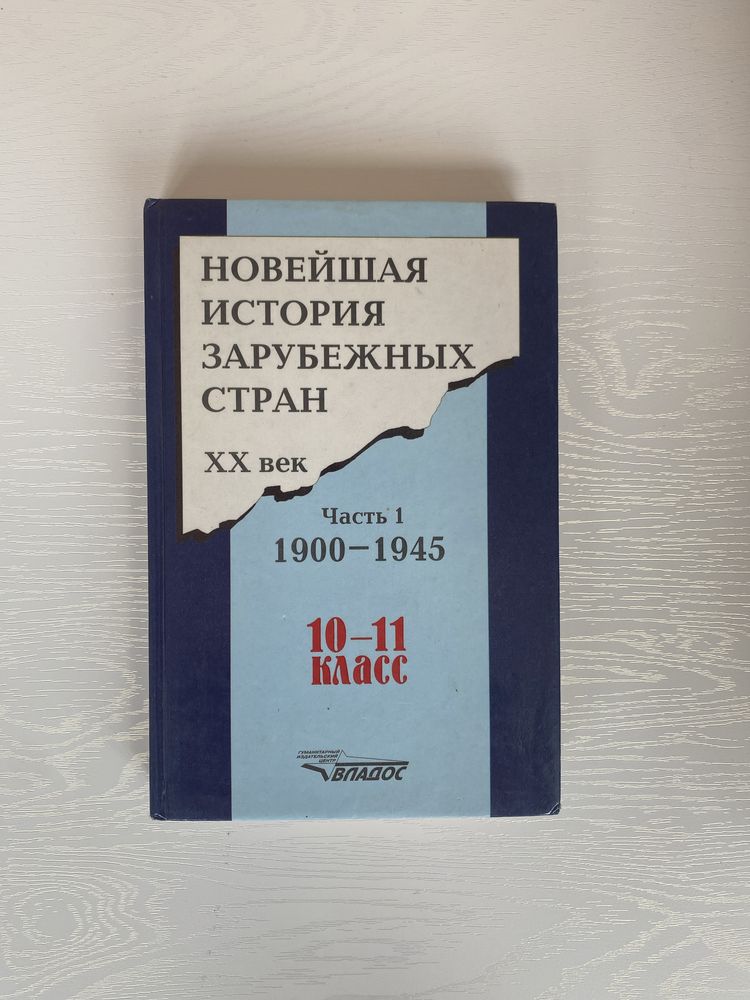 НОВЕЙШАЯ
ИСТОРИЯ
ЗАРУБЕЖНЫХ
СТРАН
XX век
Часть 1
1900–1945
10–11
класс
ГУМАНИТАРНЫЙ
ИЗДАТЕЛЬСКИЙ
ЦЕНТР
ВЛАДОС